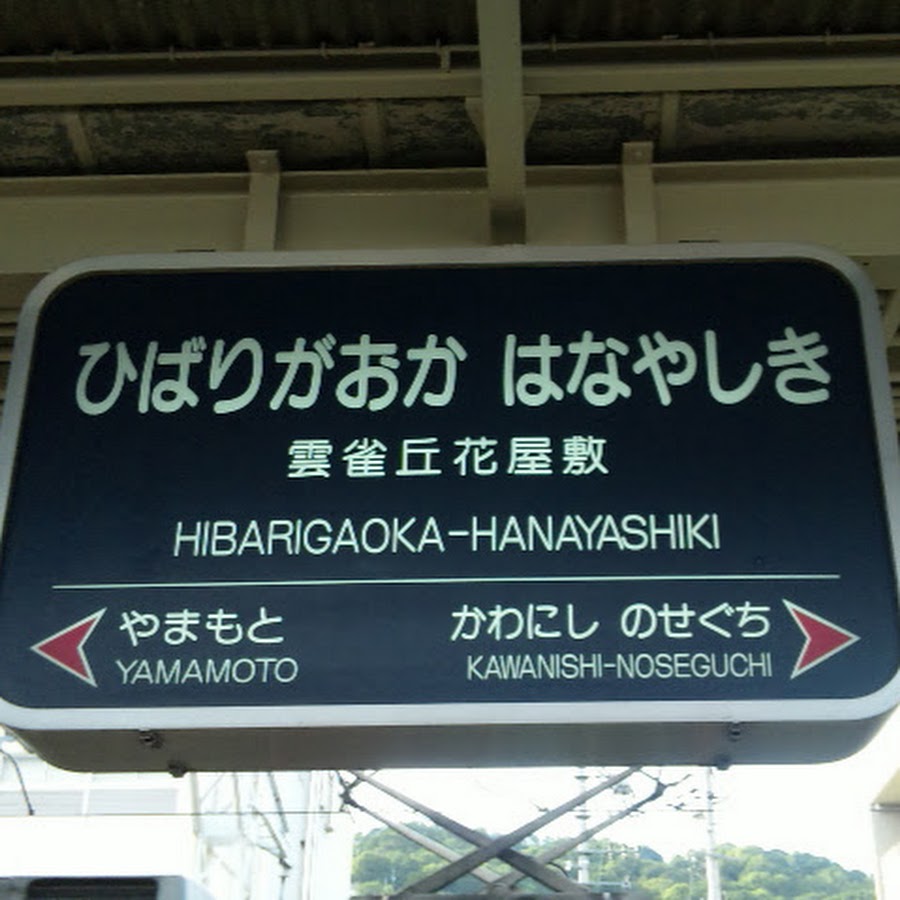 ひばりがおか はなやしき
雲雀丘花屋敷
HIBARIGAOKA-HANAYASHIKI
やまもと
YAMAMOTO
かわにし のせぐち
KAWANISHI-NOSEGUCHI